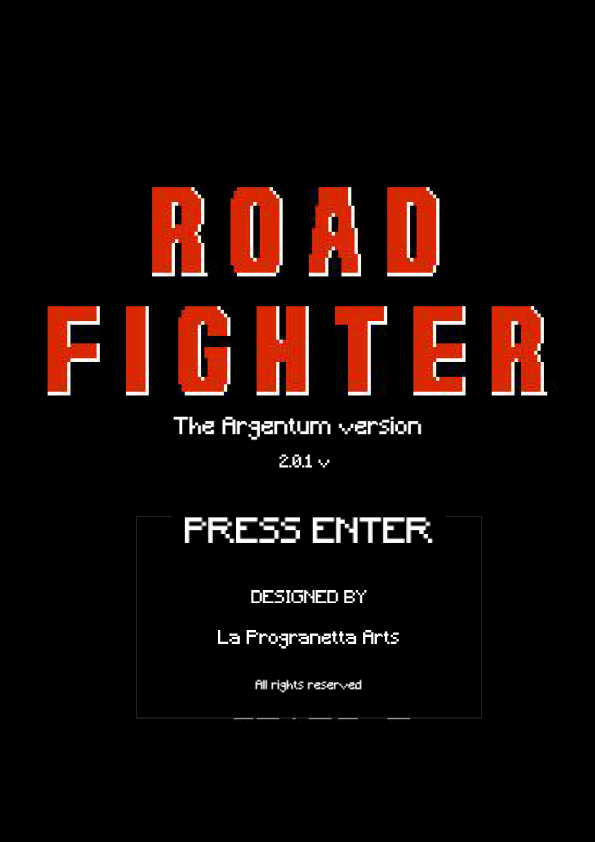 ROAD
FIGHTER
The Argentum version
2.0.1 v
PRESS ENTER
DESIGNED BY
La Progranetta Arts
All rights reserved